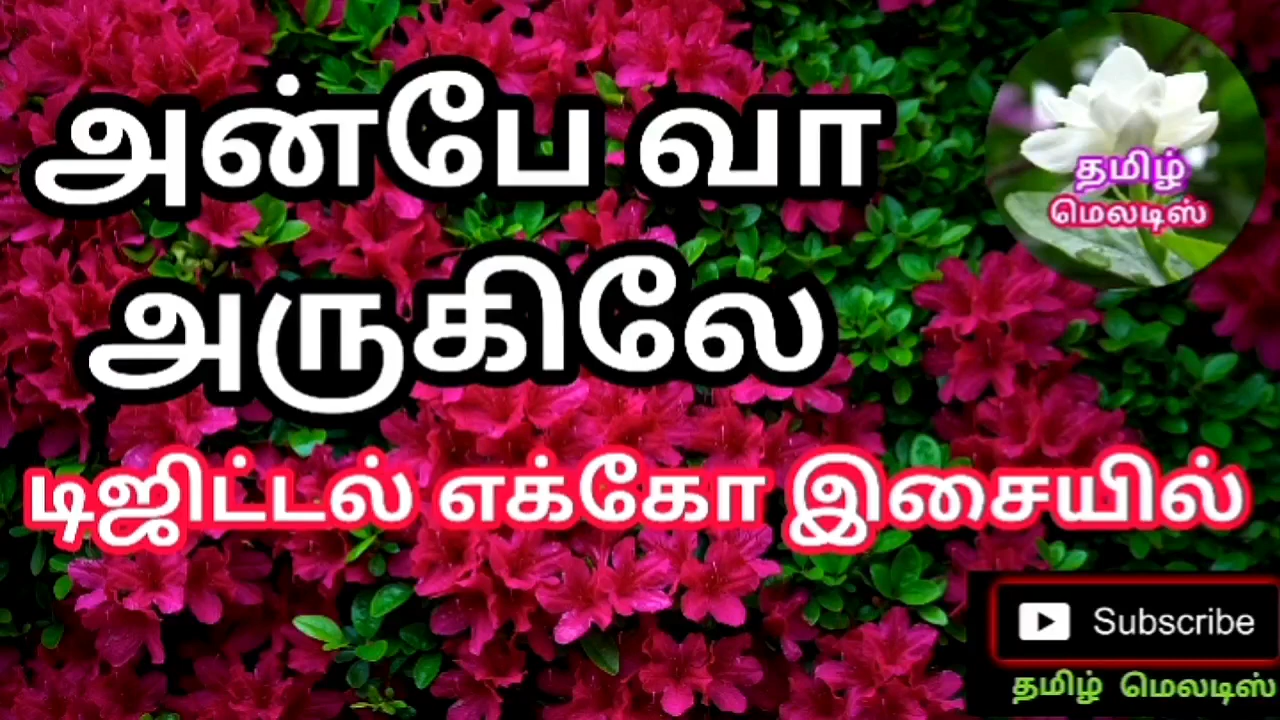 அன்பே வா
அருகிலே
டிஜிட்டல் எக்கோ இசையில்
தமிழ்
மெலடிஸ்
Subscribe
தமிழ் மெலடிஸ்